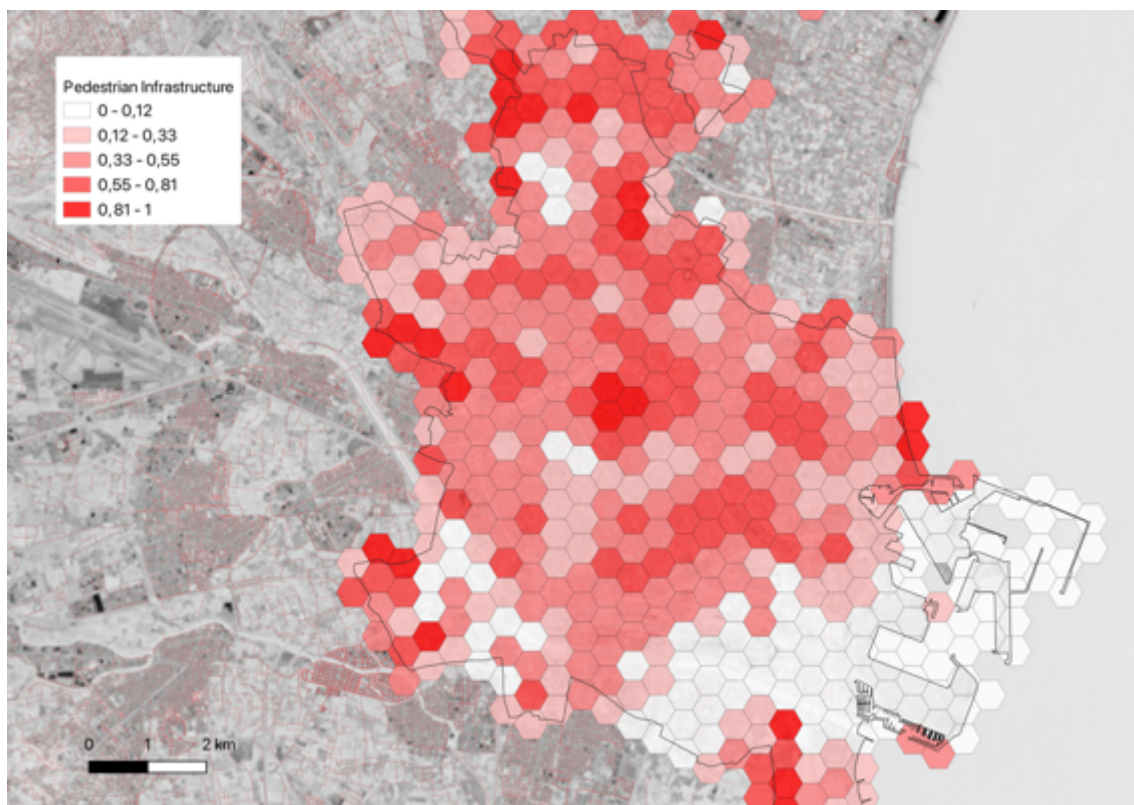 Pedestrian Infrastructure
0 - 0,12
0,12 - 0,33
0,33 - 0,55
0,55 - 0,81
0,81 - 1
0 1 2 km